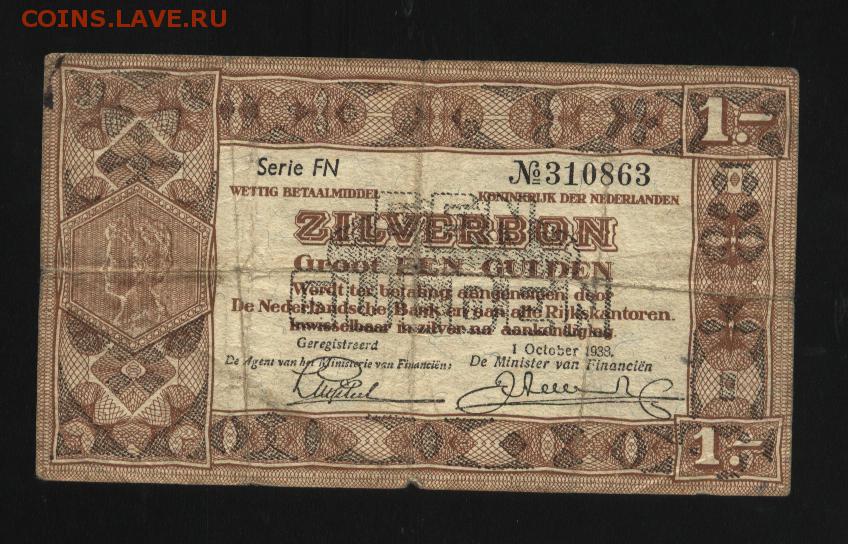 COINS.LAVE.RU
1.-
Serie FN
№310863
WETTIG BETAALMIDDEL
KONINKRIJK DER NEDERLANDEN
ZILVERBON
Groot EEN GULDEN
Wordt ter betaling aangenomen door
De Nederlandsche Bank en aan alle Rijkskantoren.
Inwisselbaar in zilver na aankondiging.
Geregistreerd
1 October 1938.
De Agent van het Ministerie van Financiën;
De Minister van Financiën
1.-